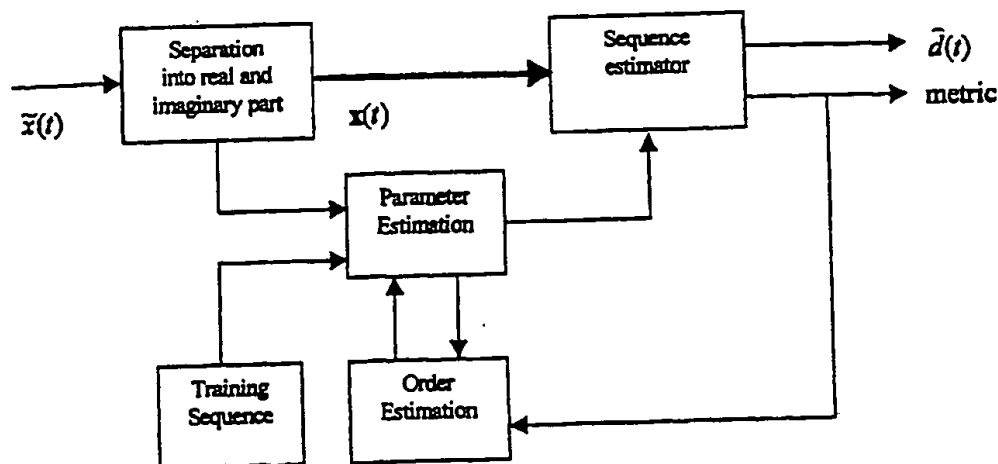 Separation
into real and
imaginary part
x̃(t)
x(t)
Sequence
estimator
d̂(t)
metric
Parameter
Estimation
Training
Sequence
Order
Estimation